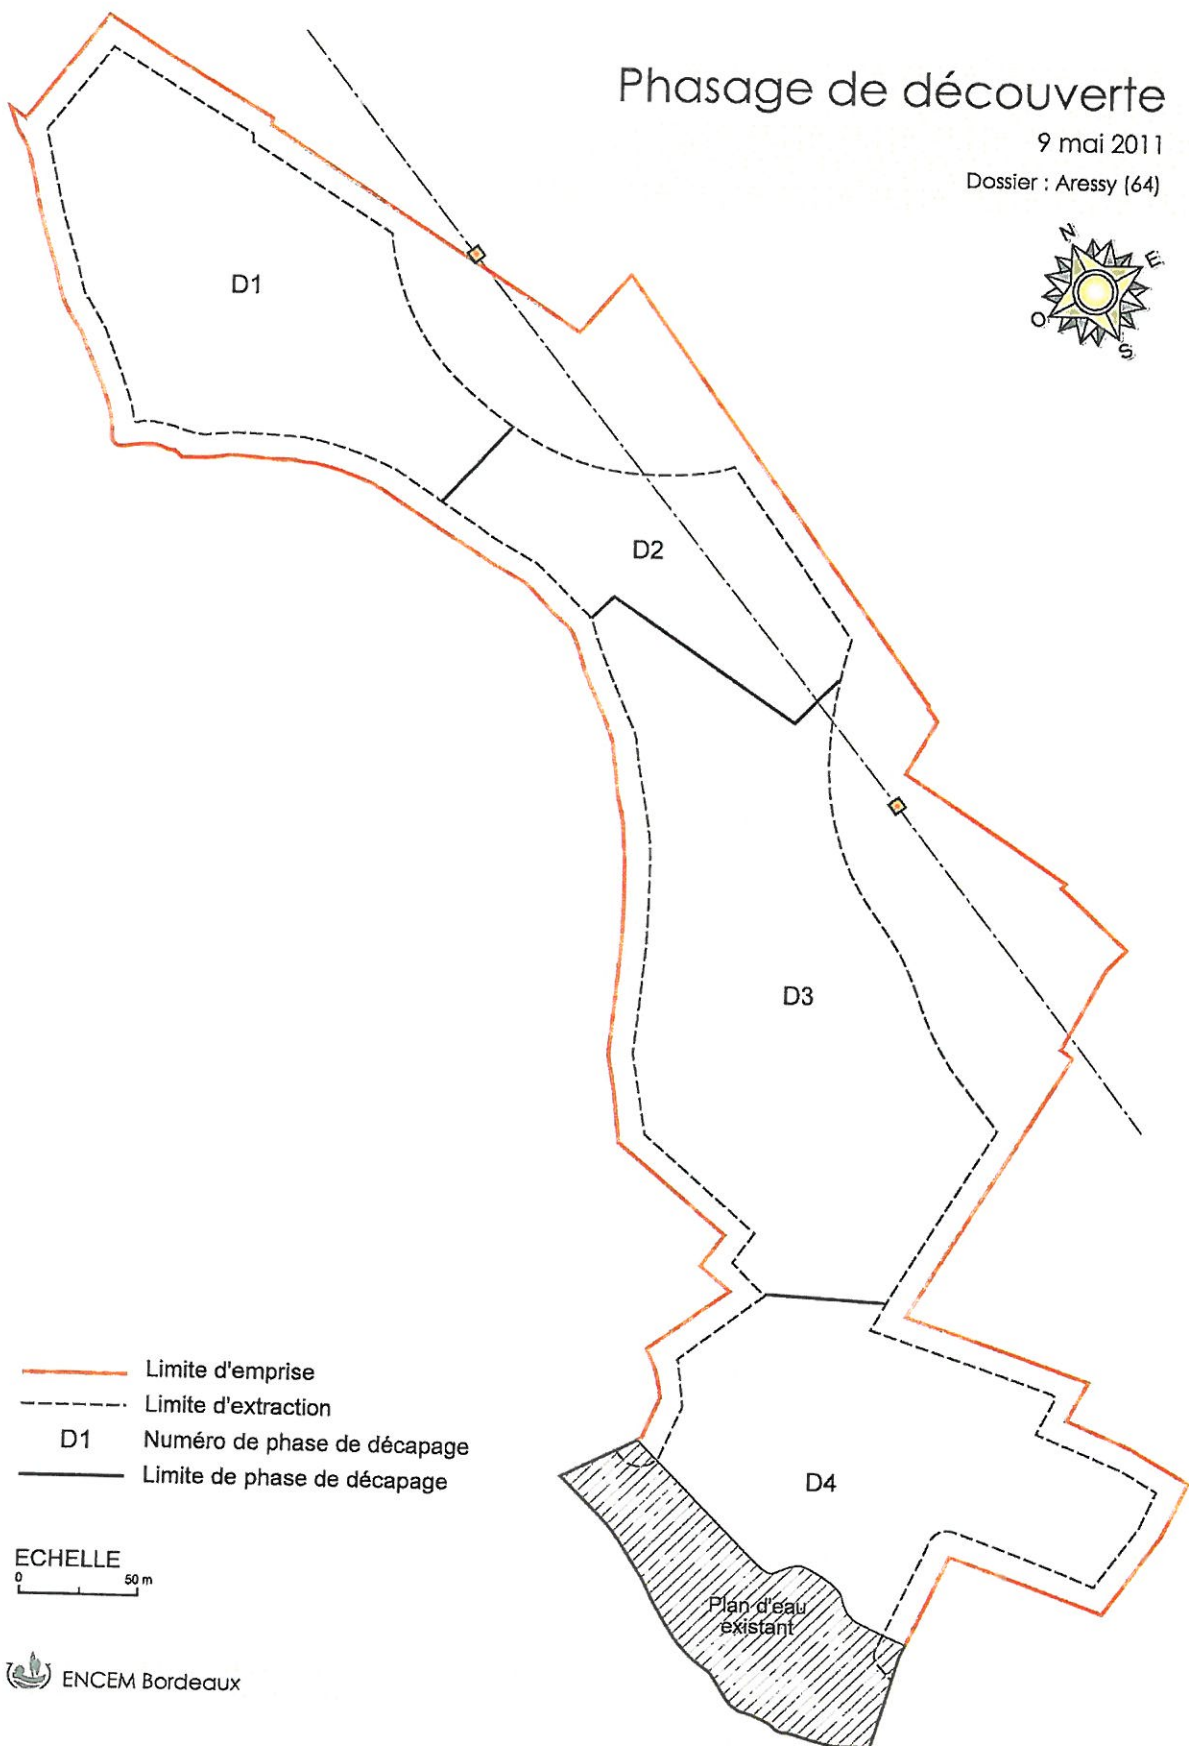 Phasage de découverte
9 mai 2011
Dossier : Aressy (64)
N
E
O
S
D1
D2
D3
D4
Limite d'emprise
Limite d'extraction
D1 Numéro de phase de décapage
Limite de phase de décapage
Plan d'eau
existant
ECHELLE
0 50 m
ENCEM Bordeaux